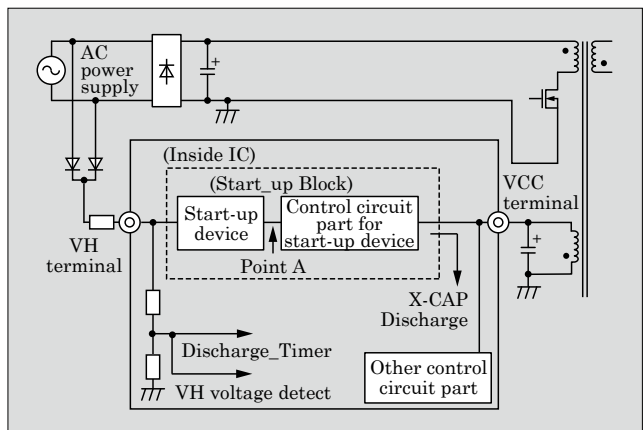 AC
power
supply
+
(Inside IC)
(Start_up Block)
VCC
terminal
Start-up
device
Control circuit
part for
start-up device
VH
terminal
Point A
+
X-CAP
Discharge
Discharge_Timer
VH voltage detect
Other control
circuit part